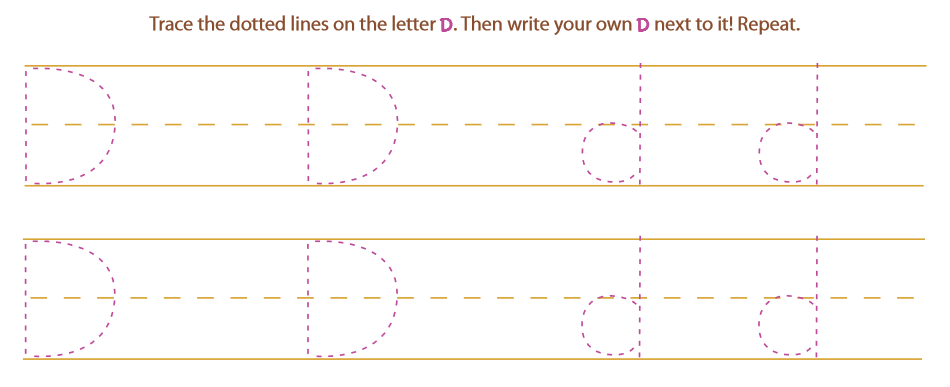 Trace the dotted lines on the letter D. Then write your own D next to it! Repeat.
D D d d
D D d d